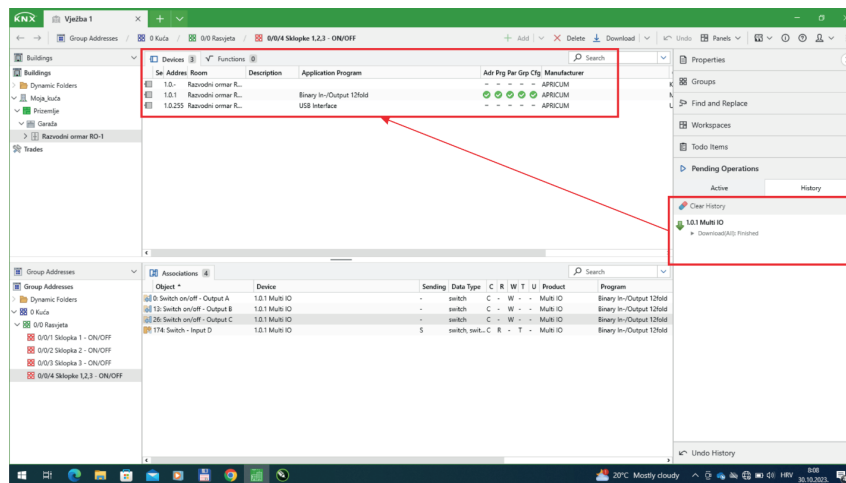 KNX Vježba 1
Group Addresses / 0 Kuća / 0/0 Rasvjeta / 0/0/4 Sklopke 1,2,3 - ON/OFF
Add Delete Download Undo Panels
Buildings
Buildings
Dynamic Folders
Moja_kuća
Prizemlje
Garaža
Razvodni ormar RO-1
Trades
Devices 3 Functions 0 Search
Se Addres Room Description Application Program Adr Prg Par Grp Cfg Manufacturer
1.0.- Razvodni ormar R... - - - - - APRICUM
1.0.1 Razvodni ormar R... Binary In-/Output 12fold APRICUM
1.0.255 Razvodni ormar R... USB Interface - - - - - APRICUM
Properties
Groups
Find and Replace
Workspaces
Todo Items
Pending Operations
Active History
Clear History
1.0.1 Multi IO
Download(All): Finished
Group Addresses
Group Addresses
Dynamic Folders
0 Kuća
0/0 Rasvjeta
0/0/1 Sklopka 1 - ON/OFF
0/0/2 Sklopka 2 - ON/OFF
0/0/3 Sklopka 3 - ON/OFF
0/0/4 Sklopke 1,2,3 - ON/OFF
Associations 4 Search
Object Device Sending Data Type C R W T U Product Program
0: Switch on/off - Output A 1.0.1 Multi IO - switch C - W - - Multi IO Binary In-/Output 12fold
13: Switch on/off - Output B 1.0.1 Multi IO - switch C - W - - Multi IO Binary In-/Output 12fold
26: Switch on/off - Output C 1.0.1 Multi IO - switch C - W - - Multi IO Binary In-/Output 12fold
174: Switch - Input D 1.0.1 Multi IO S switch, swit... C R - T - Multi IO Binary In-/Output 12fold
Undo History
20°C Mostly cloudy HRV 8:08
30.10.2023.